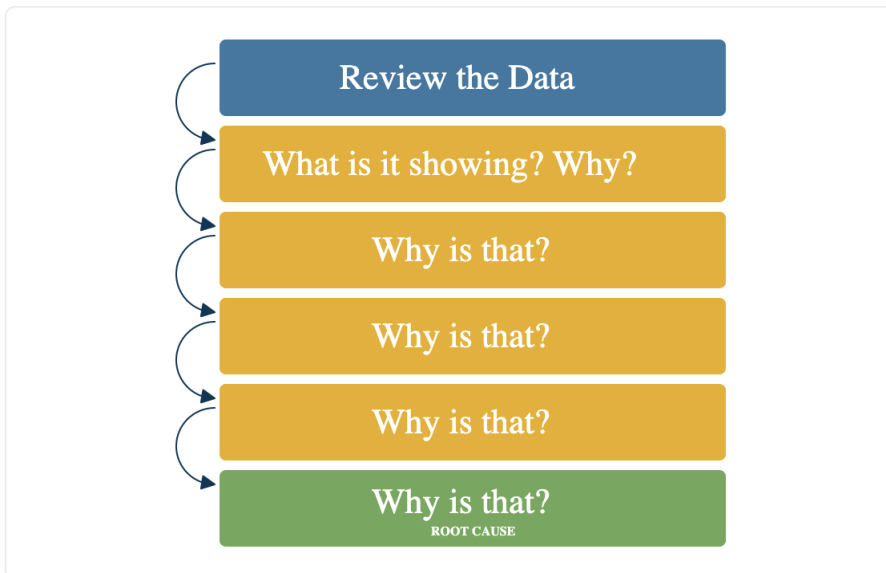 Review the Data
What is it showing? Why?
Why is that?
Why is that?
Why is that?
Why is that?
ROOT CAUSE